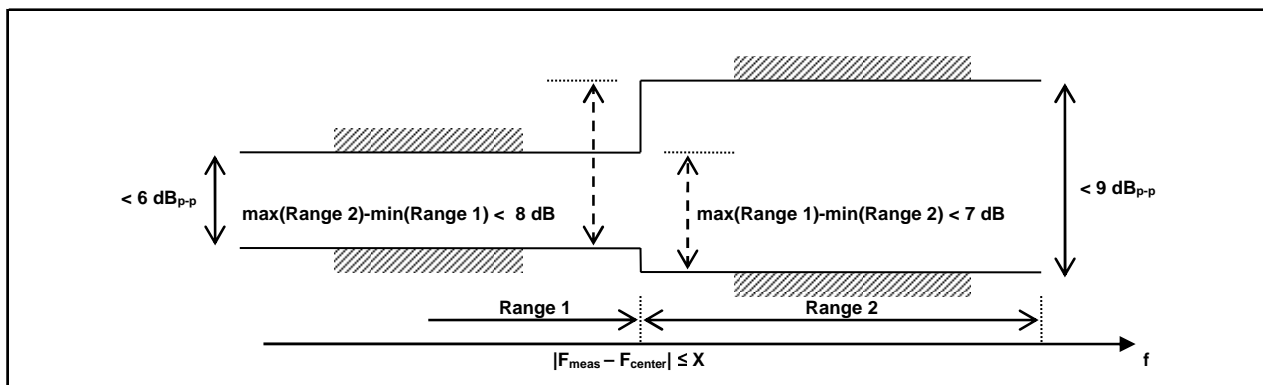 < 6 dBp-p
max(Range 2)-min(Range 1) < 8 dB
max(Range 1)-min(Range 2) < 7 dB
< 9 dBp-p
Range 1
Range 2
|Fmeas – Fcenter| ≤ X
f